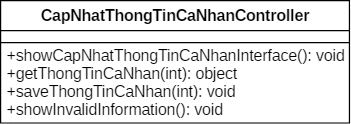 CapNhatThongTinCaNhanController
+showCapNhatThongTinCaNhanInterface(): void
+getThongTinCaNhan(int): object
+saveThongTinCaNhan(int): void
+showInvalidInformation(): void